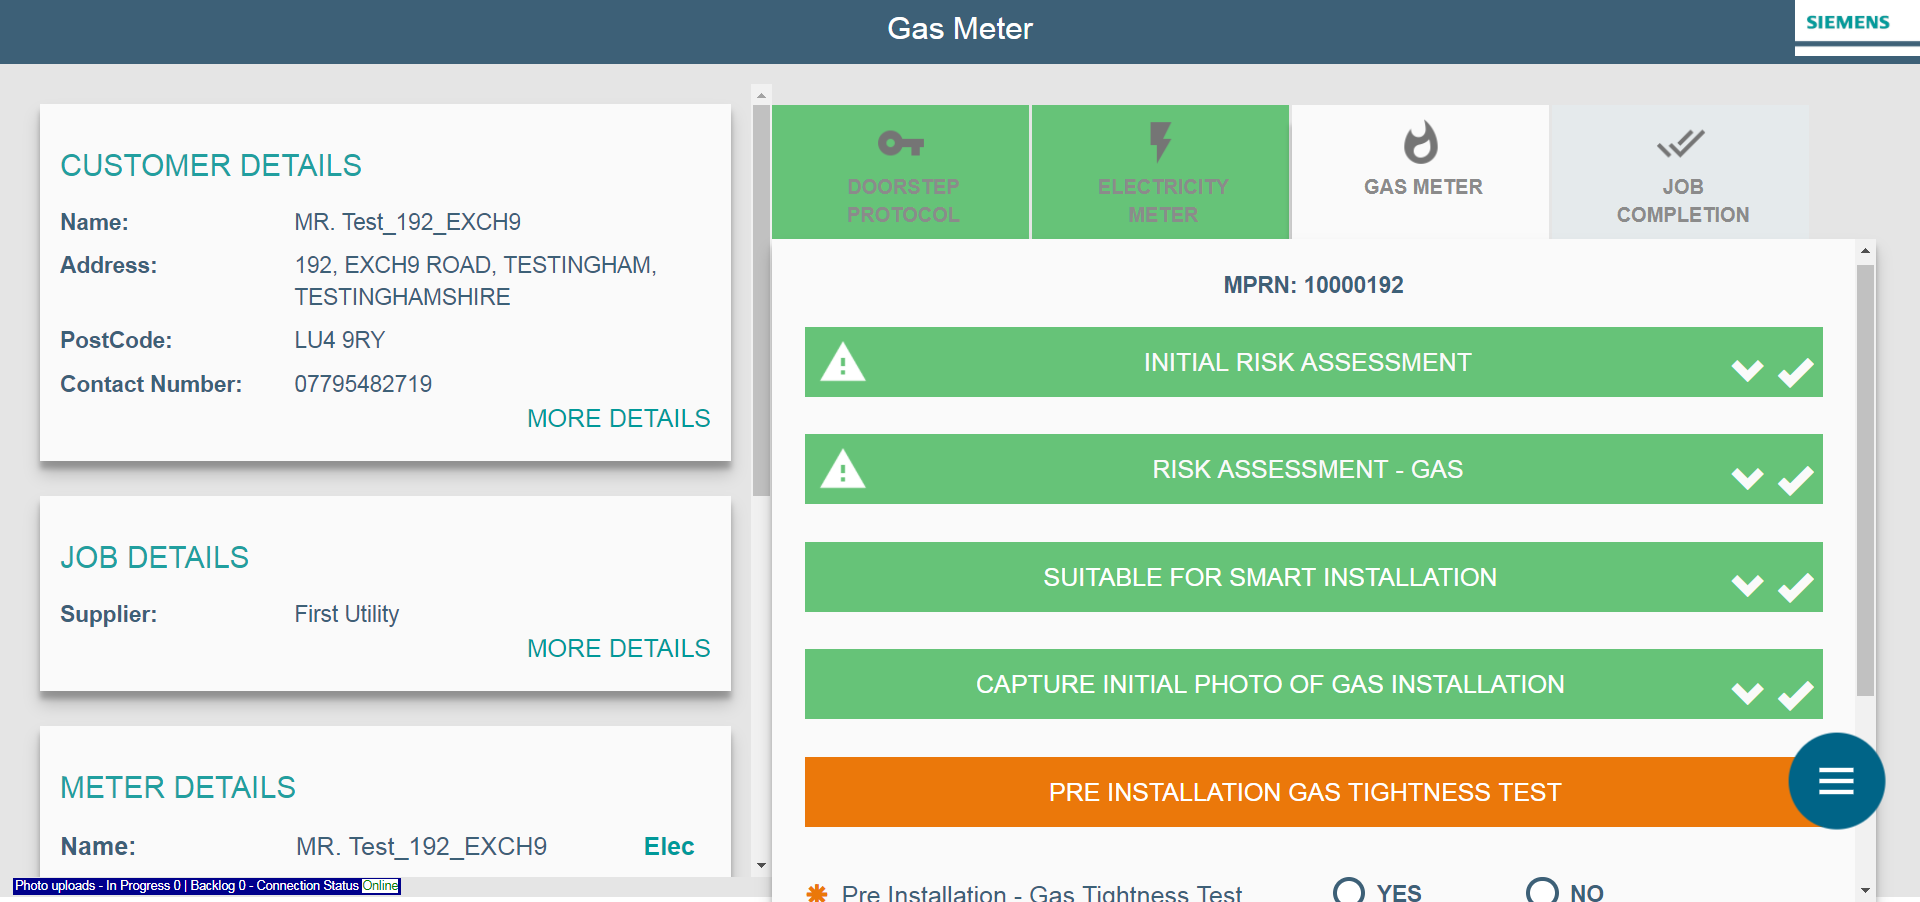 Gas Meter
SIEMENS
CUSTOMER DETAILS
Name: MR. Test_192_EXCH9
Address: 192, EXCH9 ROAD, TESTINGHAM,
TESTINGHAMSHIRE
PostCode: LU4 9RY
Contact Number: 07795482719
MORE DETAILS
JOB DETAILS
Supplier: First Utility
MORE DETAILS
METER DETAILS
Name: MR. Test_192_EXCH9 Elec
Photo uploads - In Progress 0 | Backlog 0 - Connection Status Online
DOORSTEP
PROTOCOL
ELECTRICITY
METER
GAS METER
JOB
COMPLETION
MPRN: 10000192
INITIAL RISK ASSESSMENT
RISK ASSESSMENT - GAS
SUITABLE FOR SMART INSTALLATION
CAPTURE INITIAL PHOTO OF GAS INSTALLATION
PRE INSTALLATION GAS TIGHTNESS TEST
Pre Installation - Gas Tightness Test YES NO